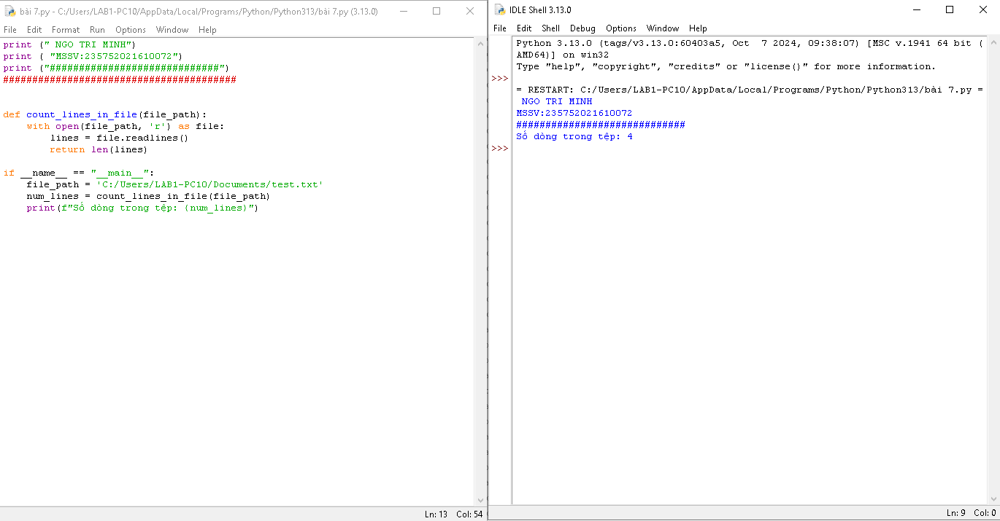 bài 7.py - C:/Users/LAB1-PC10/AppData/Local/Programs/Python/Python313/bài 7.py (3.13.0)
File Edit Format Run Options Window Help
print (" NGO TRI MINH")
print ( "MSSV:235752021610072")
print ("#############################")
########################################
def count_lines_in_file(file_path):
    with open(file_path, 'r') as file:
        lines = file.readlines()
        return len(lines)
if __name__ == "__main__":
    file_path = 'C:/Users/LAB1-PC10/Documents/test.txt'
    num_lines = count_lines_in_file(file_path)
    print(f"Số dòng trong tệp: {num_lines}")
Ln: 13 Col: 54
IDLE Shell 3.13.0
File Edit Shell Debug Options Window Help
Python 3.13.0 (tags/v3.13.0:60403a5, Oct  7 2024, 09:38:07) [MSC v.1941 64 bit (
AMD64)] on win32
Type "help", "copyright", "credits" or "license()" for more information.
>>>
= RESTART: C:/Users/LAB1-PC10/AppData/Local/Programs/Python/Python313/bài 7.py =
 NGO TRI MINH
MSSV:235752021610072
#############################
Số dòng trong tệp: 4
>>>
Ln: 9 Col: 0